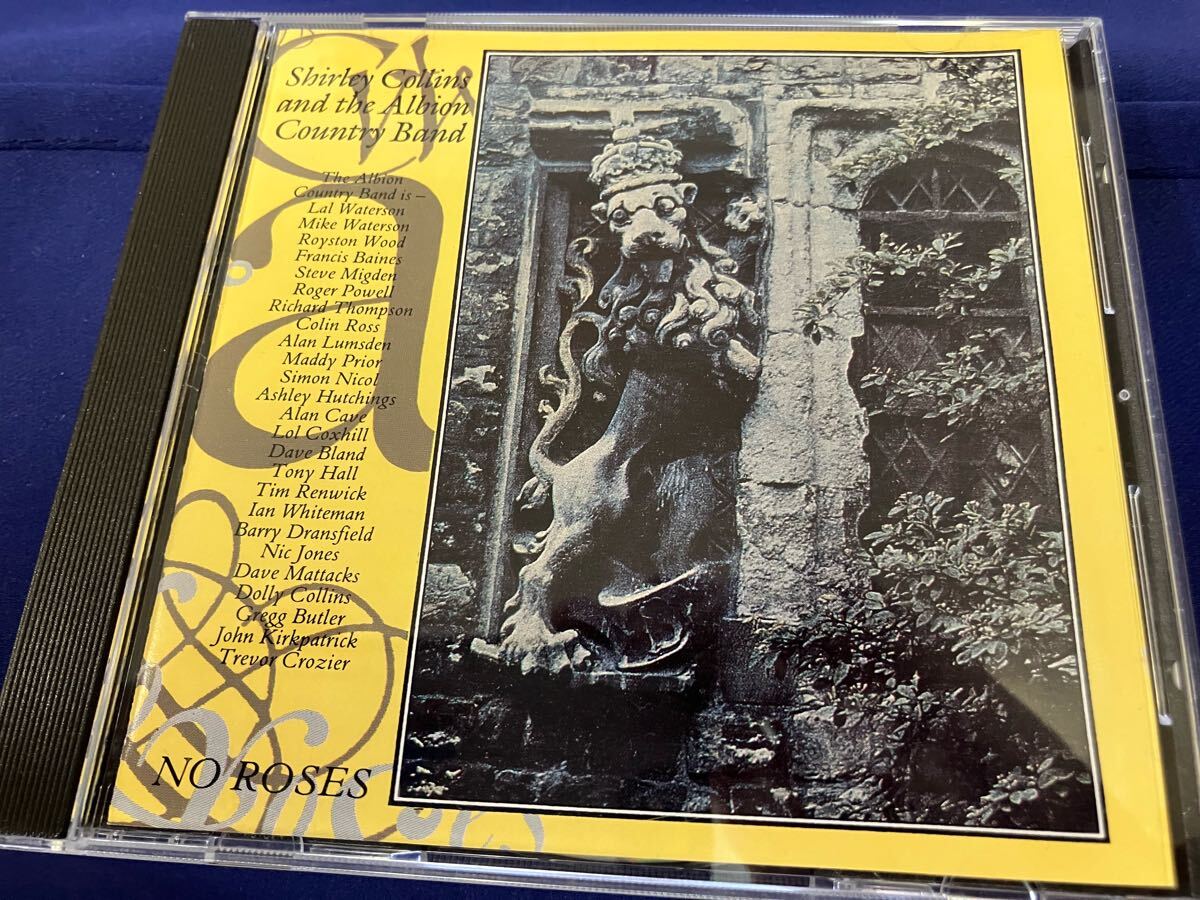 Shirley Collins
and the Albion
Country Band
The Albion
Country Band is –
Lal Waterson
Mike Waterson
Royston Wood
Francis Baines
Steve Migden
Roger Powell
Richard Thompson
Colin Ross
Alan Lumsden
Maddy Prior
Simon Nicol
Ashley Hutchings
Alan Cave
Lol Coxhill
Dave Bland
Tony Hall
Tim Renwick
Ian Whiteman
Barry Dransfield
Nic Jones
Dave Mattacks
Dolly Collins
Gregg Butler
John Kirkpatrick
Trevor Crozier
NO ROSES